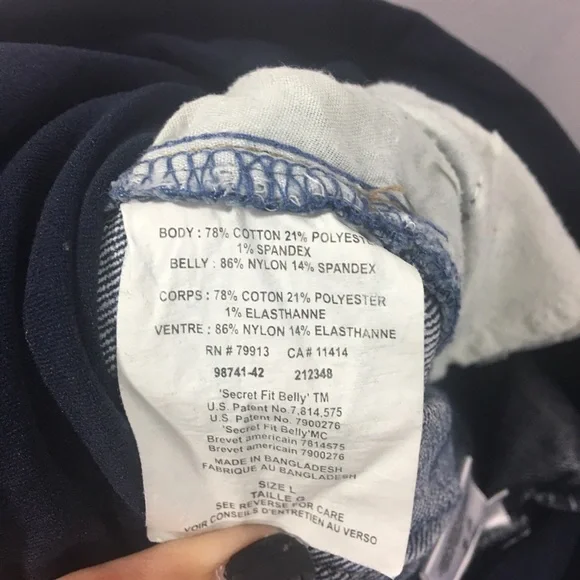 BODY : 78% COTTON 21% POLYESTER
1% SPANDEX
BELLY : 86% NYLON 14% SPANDEX
CORPS : 78% COTON 21% POLYESTER
1% ELASTHANNE
VENTRE : 86% NYLON 14% ELASTHANNE
RN # 79913 CA # 11414
98741-42 212348
'Secret Fit Belly' TM
U.S. Patent No.7,814,575
U.S. Patent No. 7900276
'Secret Fit Belly'MC
Brevet americain 7814575
Brevet americain 7900276
MADE IN BANGLADESH
FABRIQUE AU BANGLADESH
SIZE L
TAILLE G
SEE REVERSE FOR CARE
VOIR CONSEILS D'ENTRETIEN AU VERSO